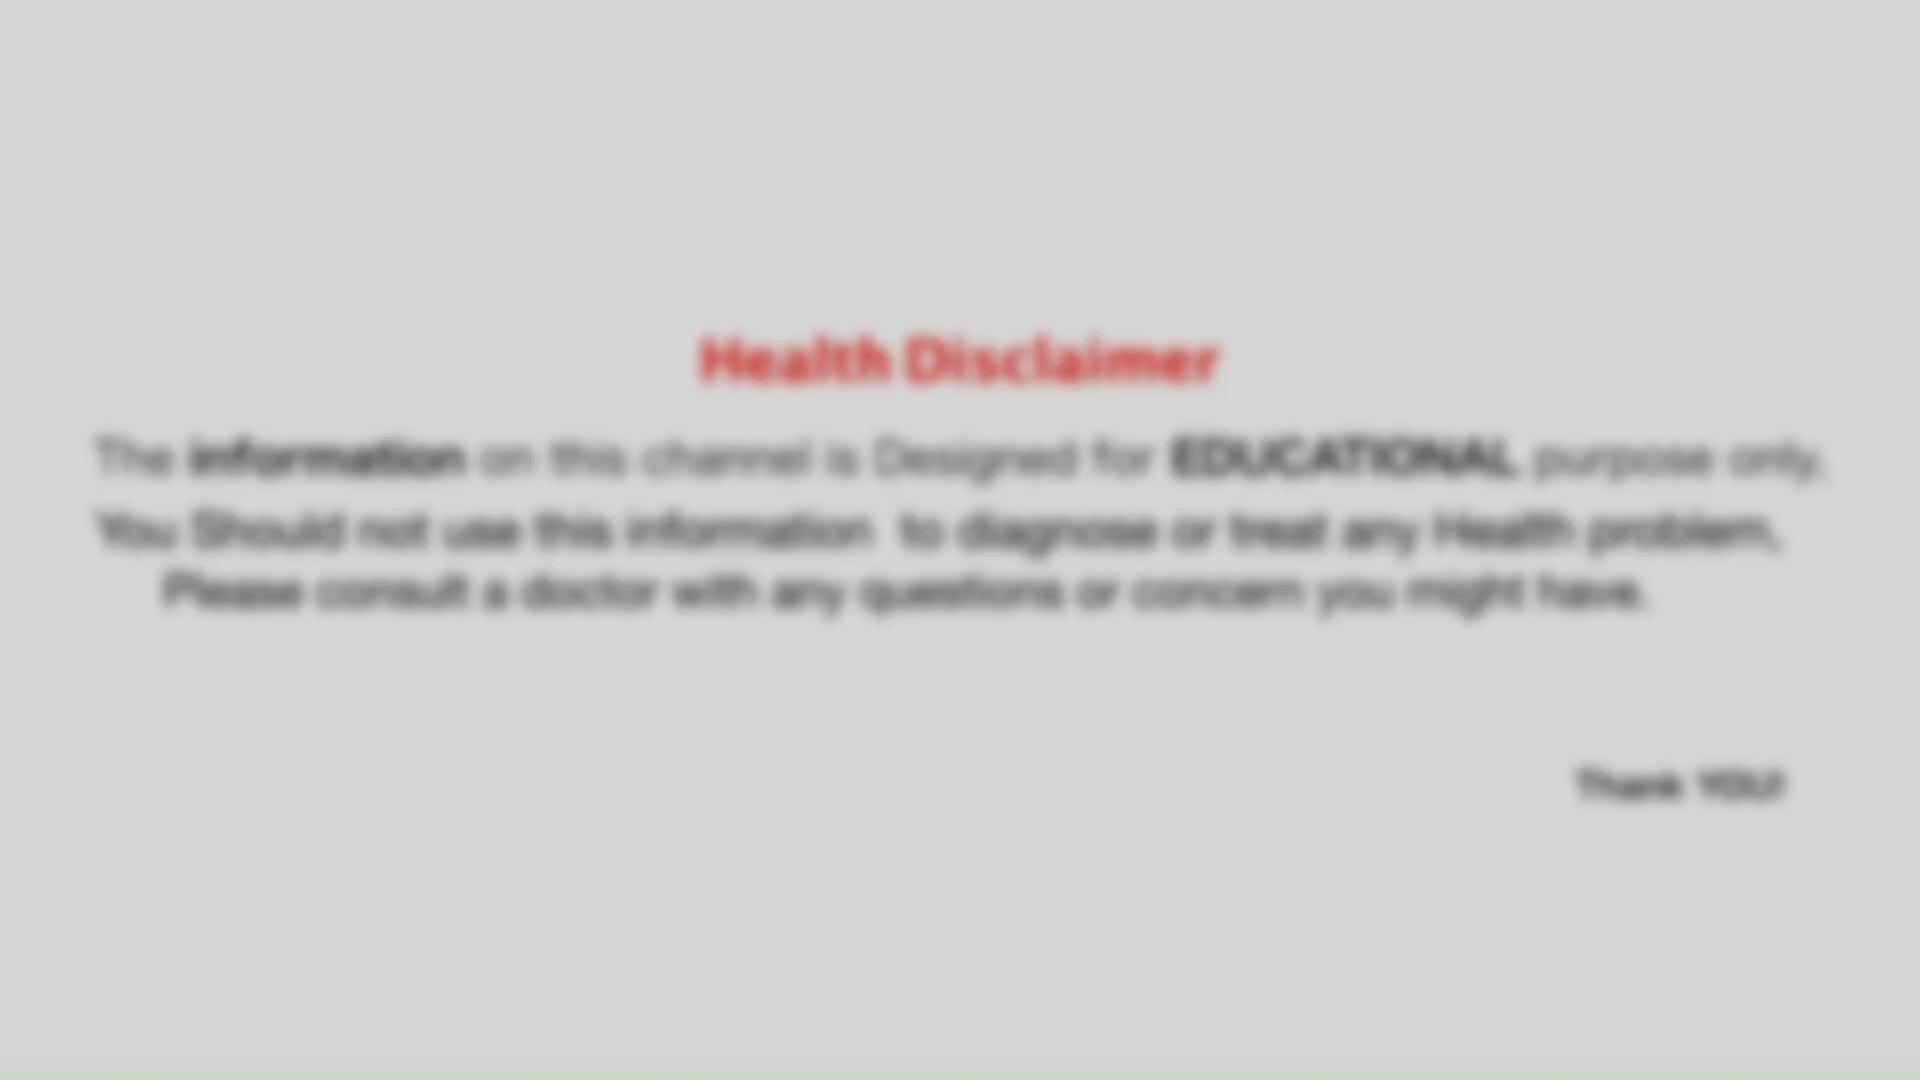 Health Disclaimer
The information on this channel is Designed for EDUCATIONAL purpose only,
You Should not use this information to diagnose or treat any Health problem,
Please consult a doctor with any questions or concern you might have.
Thank YOU!